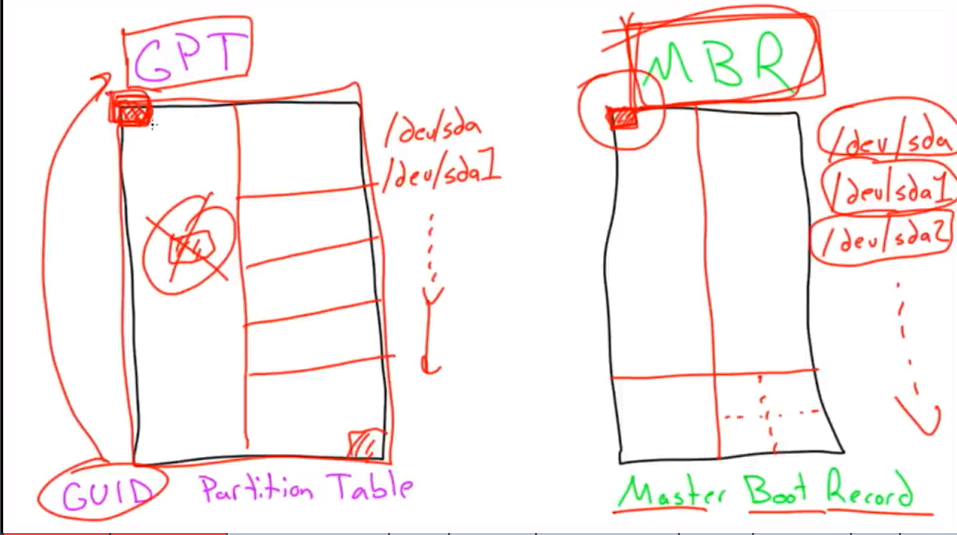 GPT
/dev/sda
/dev/sda1
GUID Partition Table
MBR
/dev/sda
/dev/sda1
/dev/sda2
Master Boot Record